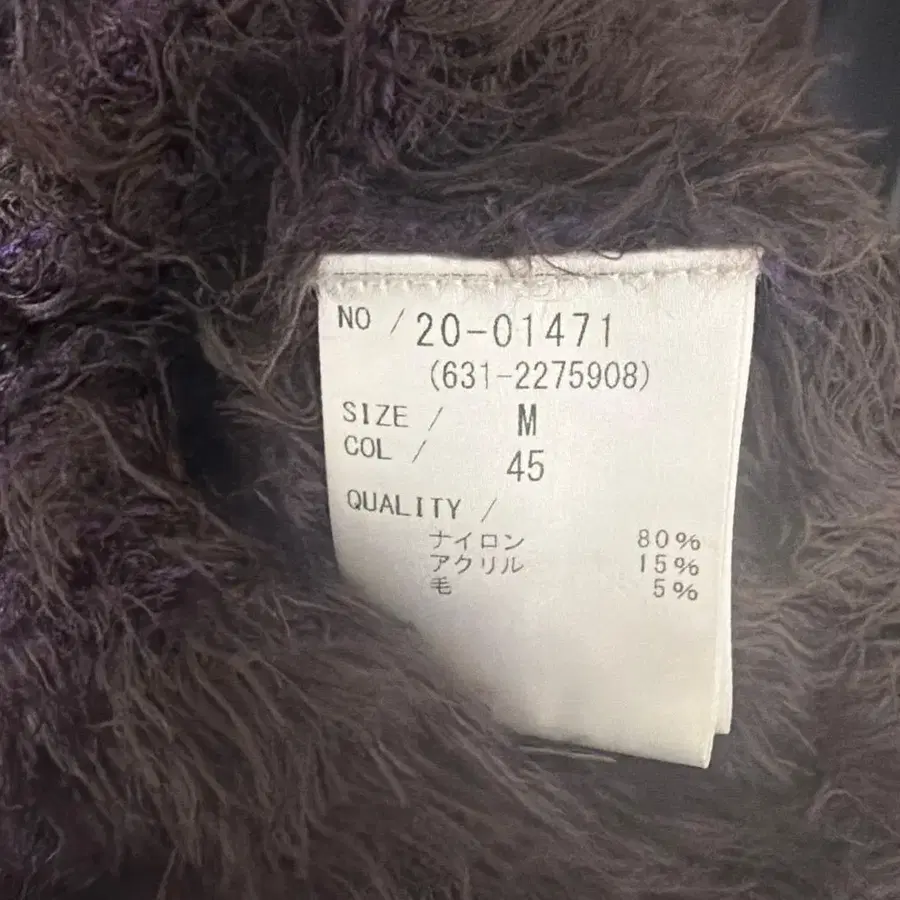 NO / 20-01471
(631-2275908)
SIZE / M
COL / 45
QUALITY /
ナイロン 80%
アクリル 15%
毛 5%